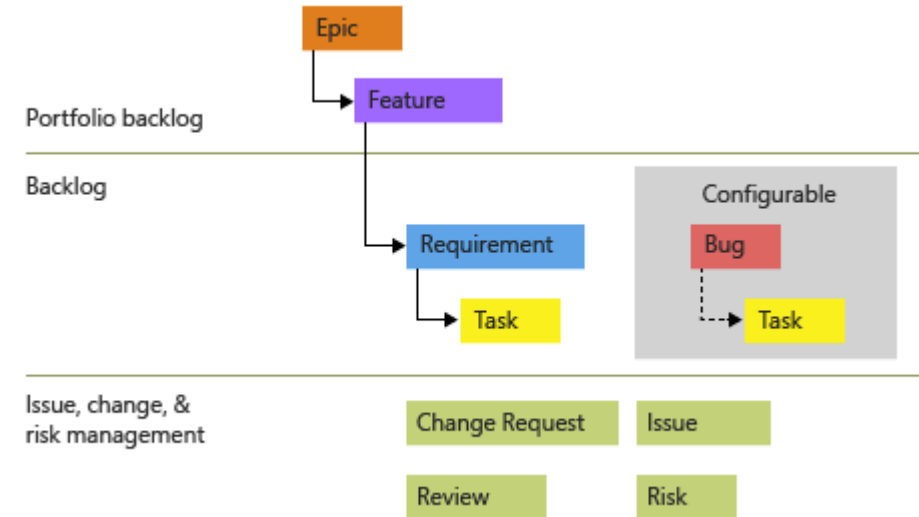 Epic
Feature
Portfolio backlog
Backlog
Configurable
Requirement
Bug
Task
Task
Issue, change, &
risk management
Change Request
Issue
Review
Risk